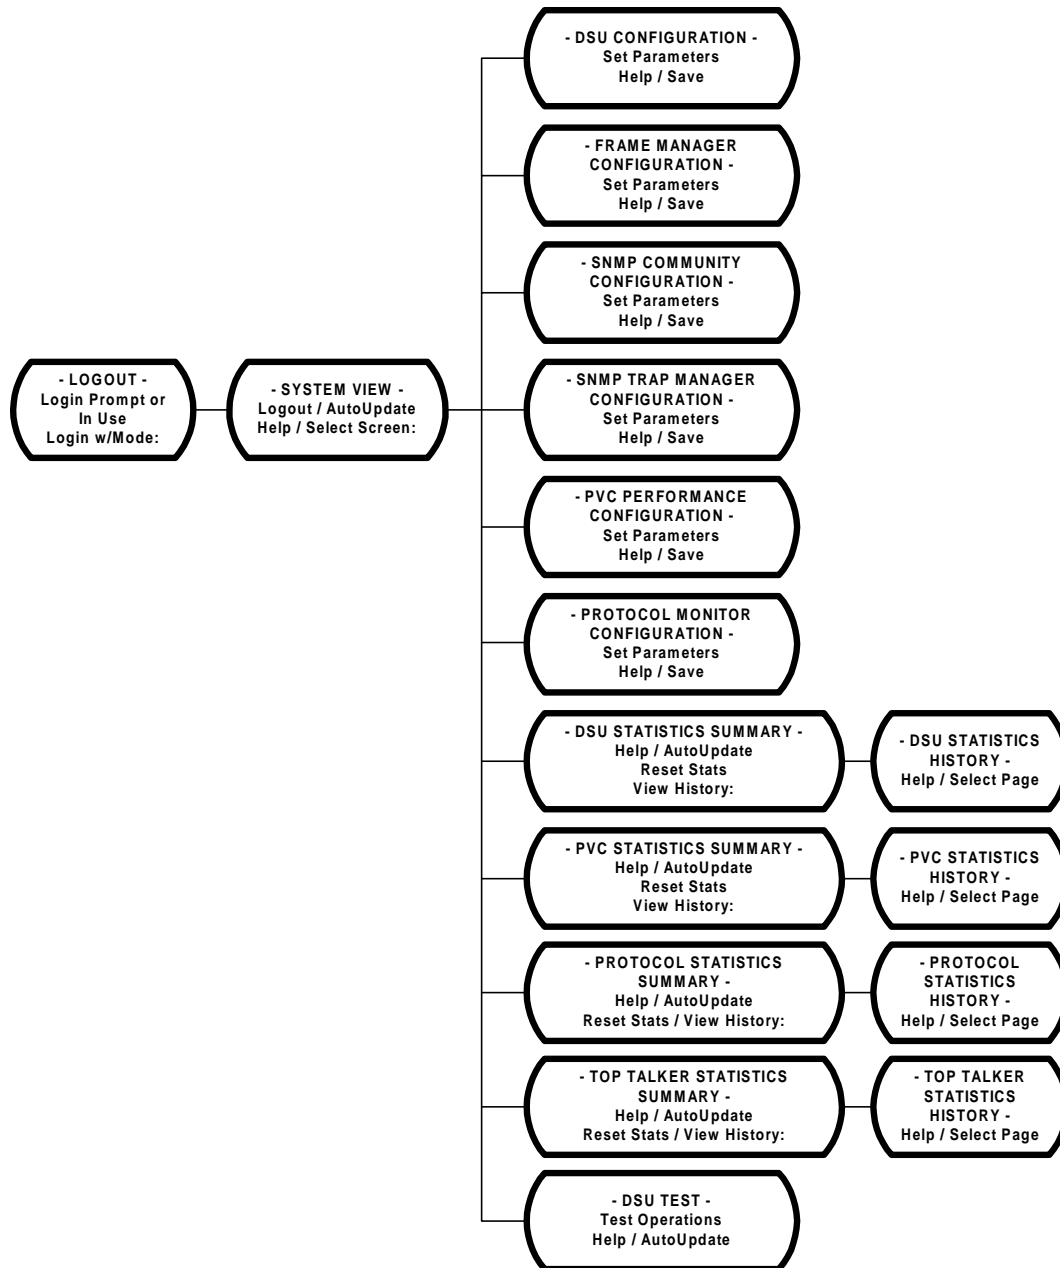 - LOGOUT -
Login Prompt or
In Use
Login w/Mode:
- SYSTEM VIEW -
Logout / AutoUpdate
Help / Select Screen:
- DSU CONFIGURATION -
Set Parameters
Help / Save
- FRAME MANAGER
CONFIGURATION -
Set Parameters
Help / Save
- SNMP COMMUNITY
CONFIGURATION -
Set Parameters
Help / Save
- SNMP TRAP MANAGER
CONFIGURATION -
Set Parameters
Help / Save
- PVC PERFORMANCE
CONFIGURATION -
Set Parameters
Help / Save
- PROTOCOL MONITOR
CONFIGURATION -
Set Parameters
Help / Save
- DSU STATISTICS SUMMARY -
Help / AutoUpdate
Reset Stats
View History:
- DSU STATISTICS
HISTORY -
Help / Select Page
- PVC STATISTICS SUMMARY -
Help / AutoUpdate
Reset Stats
View History:
- PVC STATISTICS
HISTORY -
Help / Select Page
- PROTOCOL STATISTICS
SUMMARY -
Help / AutoUpdate
Reset Stats / View History:
- PROTOCOL
STATISTICS
HISTORY -
Help / Select Page
- TOP TALKER STATISTICS
SUMMARY -
Help / AutoUpdate
Reset Stats / View History:
- TOP TALKER
STATISTICS
HISTORY -
Help / Select Page
- DSU TEST -
Test Operations
Help / AutoUpdate